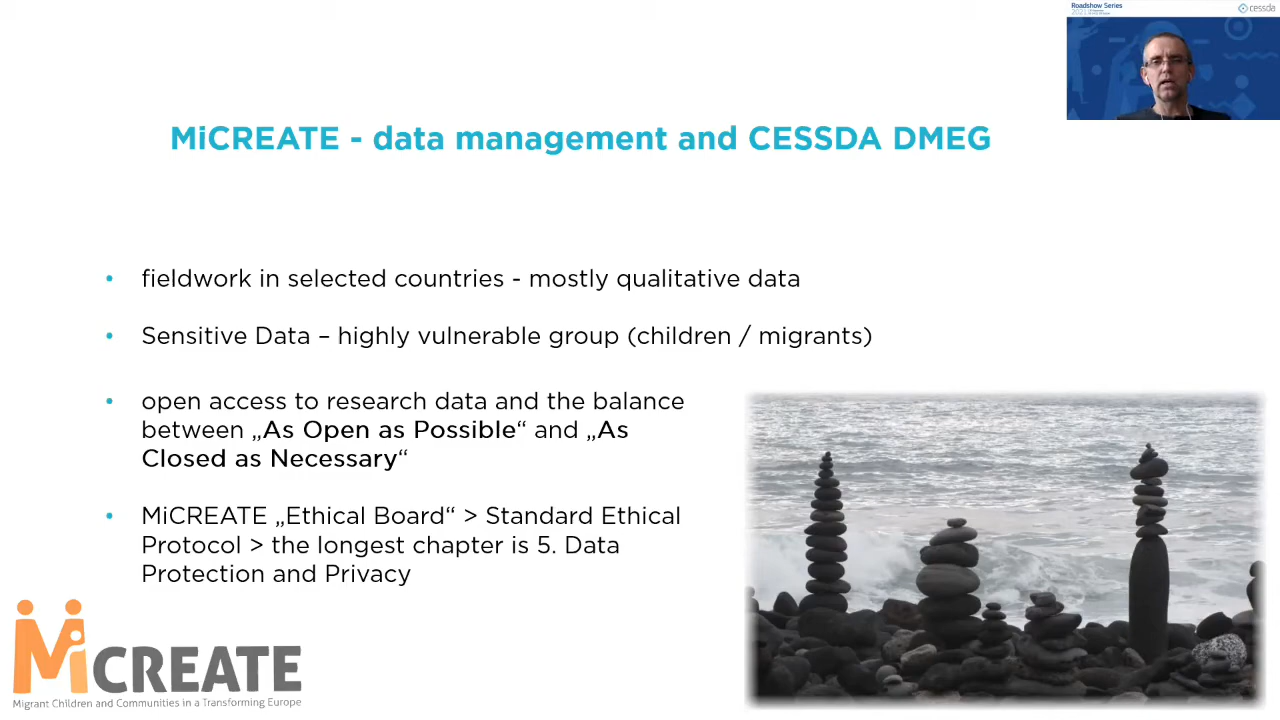 Roadshow Series
cessda
MiCREATE - data management and CESSDA DMEG
• fieldwork in selected countries - mostly qualitative data
• Sensitive Data – highly vulnerable group (children / migrants)
• open access to research data and the balance
between „As Open as Possible“ and „As
Closed as Necessary“
• MiCREATE „Ethical Board“ > Standard Ethical
Protocol > the longest chapter is 5. Data
Protection and Privacy
MiCREATE
Migrant Children and Communities in a Transforming Europe